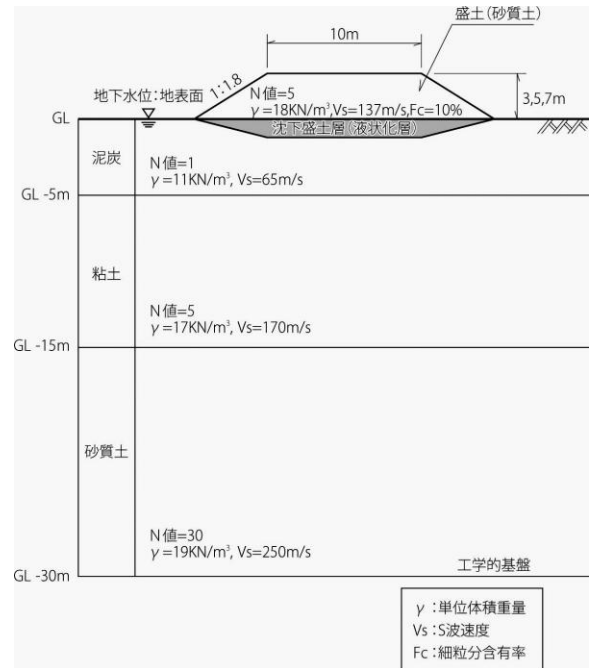 盛土(砂質土)
10m
地下水位:地表面
1:1.8
N値=5
γ=18KN/m³,Vs=137m/s,Fc=10%
3,5,7m
GL
沈下盛土層(液状化層)
泥炭
N値=1
γ=11KN/m³, Vs=65m/s
GL -5m
粘土
N値=5
γ=17KN/m³, Vs=170m/s
GL -15m
砂質土
N値=30
γ=19KN/m³, Vs=250m/s
工学的基盤
GL -30m
γ:単位体積重量
Vs:S波速度
Fc:細粒分含有率